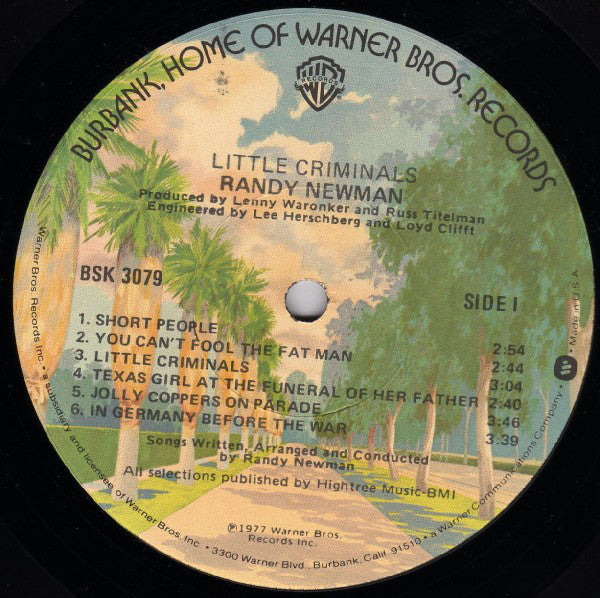 BURBANK, HOME OF WARNER BROS. RECORDS
WB
RECORDS
LITTLE CRIMINALS
RANDY NEWMAN
Produced by Lenny Waronker and Russ Titelman
Engineered by Lee Herschberg and Loyd Clifft
BSK 3079
SIDE I
1. SHORT PEOPLE 2:54
2. YOU CAN'T FOOL THE FAT MAN 2:44
3. LITTLE CRIMINALS 3:04
4. TEXAS GIRL AT THE FUNERAL OF HER FATHER 2:40
5. JOLLY COPPERS ON PARADE 3:46
6. IN GERMANY BEFORE THE WAR 3:39
Songs Written, Arranged and Conducted
by Randy Newman
All selections published by Hightree Music-BMI
℗1977 Warner Bros.
Records Inc.
Warner Bros. Records Inc. • a subsidiary and licensee of Warner Bros. Inc. • 3300 Warner Blvd., Burbank, Calif. 91510 • a Warner Communications Company. • Made in U.S.A.